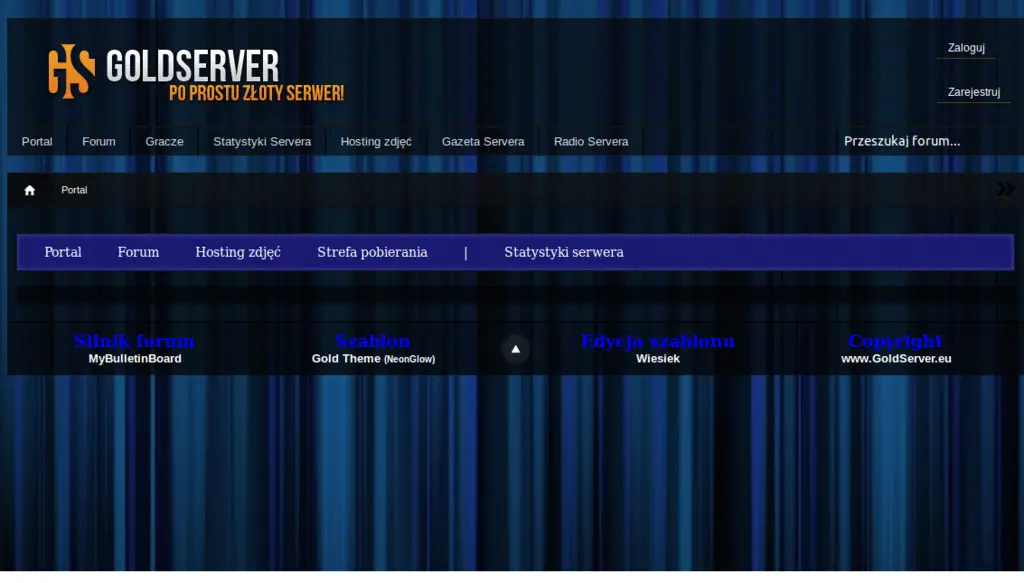 GS GOLDSERVER
PO PROSTU ZŁOTY SERWER!
Zaloguj
Zarejestruj
Portal Forum Gracze Statystyki Servera Hosting zdjęć Gazeta Servera Radio Servera Przeszukaj forum...
Portal
Portal Forum Hosting zdjęć Strefa pobierania | Statystyki serwera
Silnik forum Szablon Edycja szablonu Copyright
MyBulletinBoard Gold Theme (NeonGlow) Wiesiek www.GoldServer.eu